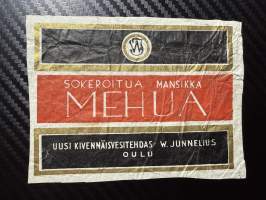 SOKEROITUA MANSIKKA
MEHUA
UUSI KIVENNÄISVESITEHDAS W. JUNNELIUS
OULU